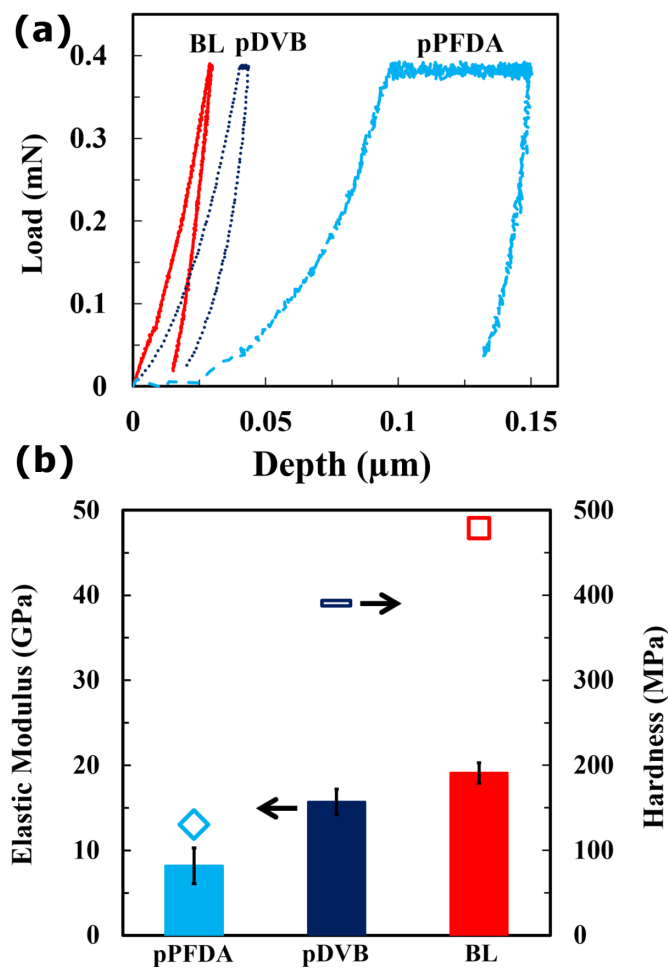 (a)
BL pDVB pPFDA
0.4
0.3
0.2
0.1
0
Load (mN)
0 0.05 0.1 0.15
Depth (µm)
(b)
50
40
30
20
10
0
Elastic Modulus (GPa)
500
400
300
200
100
0
Hardness (MPa)
pPFDA pDVB BL